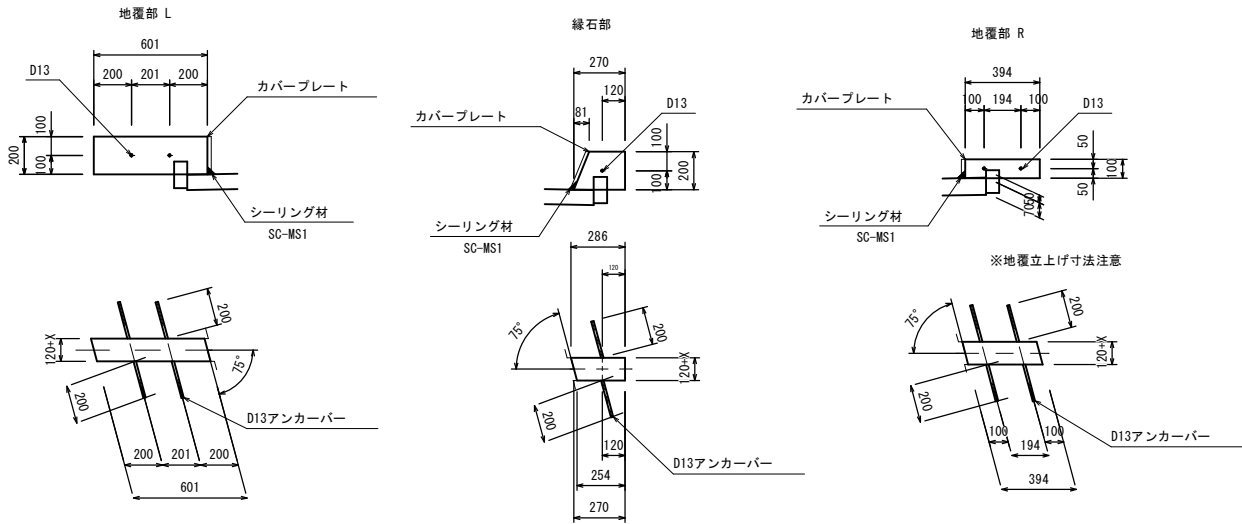 地覆部 L
601
200
201
200
D13
カバープレート
200
100
100
シーリング材
SC-MS1
縁石部
270
120
81
D13
カバープレート
100
100
200
シーリング材
SC-MS1
地覆部 R
394
100
194
100
D13
カバープレート
50
50
100
70
50
シーリング材
SC-MS1
※地覆立上げ寸法注意
200
120+X
75°
200
D13アンカーバー
200
201
200
601
286
120
75°
200
120+X
200
120
D13アンカーバー
254
270
75°
200
120+X
200
D13アンカーバー
100
194
100
394